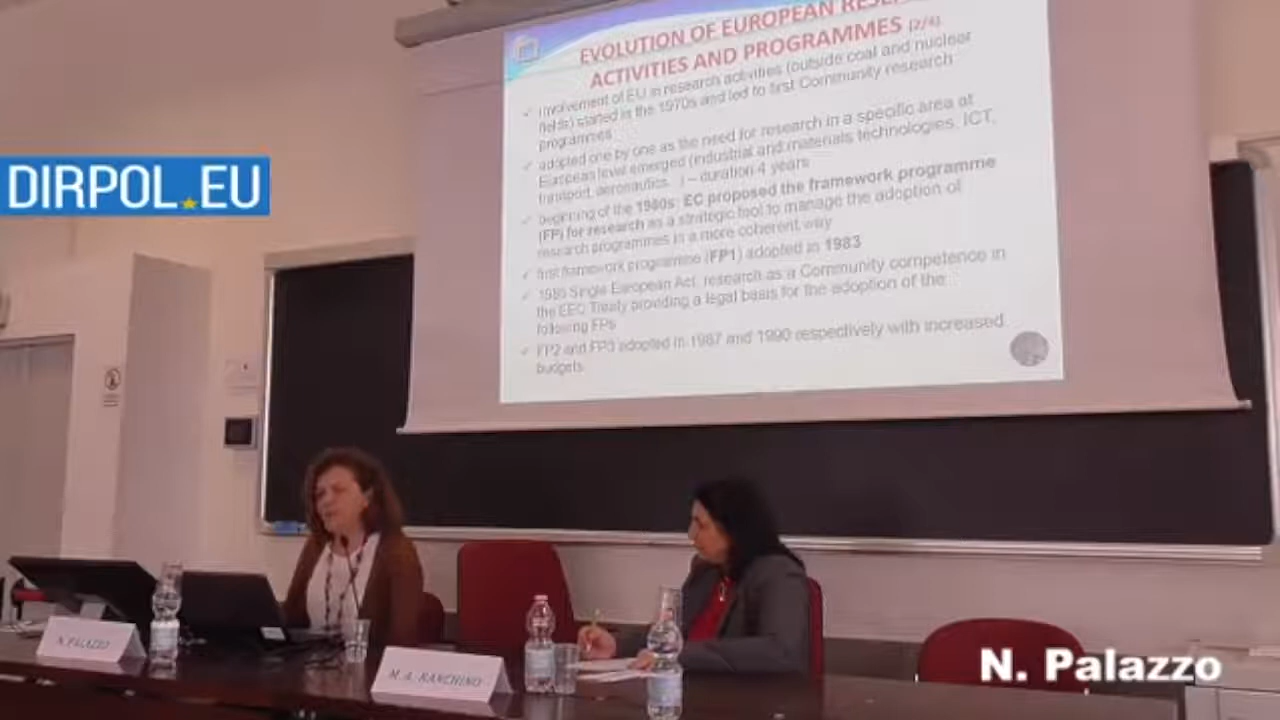 EVOLUTION OF EUROPEAN
ACTIVITIES AND PROGRAMMES (2/4)
involvement of EU in research activities (outside coal and nuclear
fields) started in the 1970s and led to first Community research
programmes
adopted one by one as the need for research in a specific area at
European level emerged (industrial and materials technologies, ICT,
transport, aeronautics...) – duration 4 years
beginning of the 1980s: EC proposed the framework programme
(FP) for research as a strategic tool to manage the adoption of
research programmes in a more coherent way
first framework programme (FP1) adopted in 1983
Single European Act: research as a Community competence in
the EEC Treaty providing a legal basis for the adoption of the
following FPs
FP2 and FP3 adopted in 1987 and 1990 respectively with increased
budgets
DIRPOL.EU
N. PALAZZO
M. A. RANCHINO
N. Palazzo